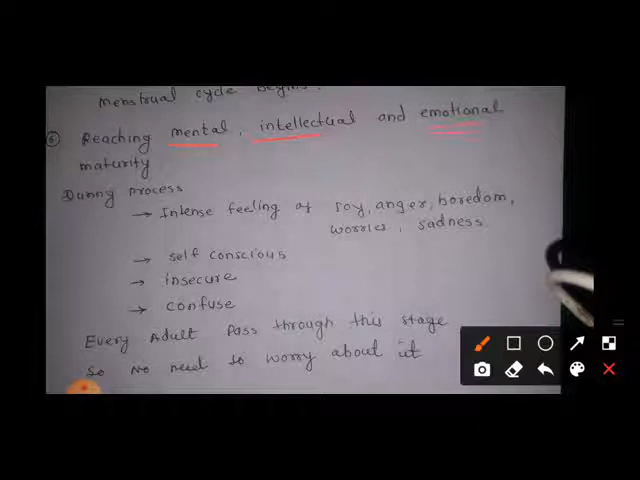 menstrual cycle begins.
⑥ Reaching mental, intellectual and emotional
maturity
During process
→ Intense feeling of joy, anger, boredom,
worries, sadness
→ self conscious
→ insecure
→ confuse
Every Adult Pass through this stage
So No need to worry about it